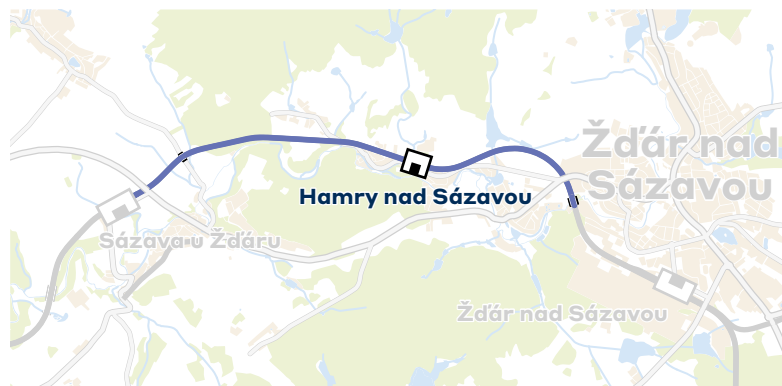 Žďár nad
Sázavou
Hamry nad Sázavou
Sázava u Žďáru
Žďár nad Sázavou